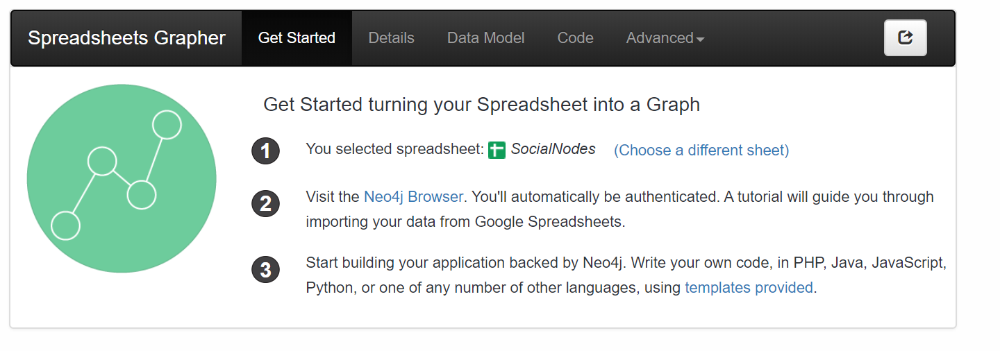 Spreadsheets Grapher Get Started Details Data Model Code Advanced
Get Started turning your Spreadsheet into a Graph
1 You selected spreadsheet: SocialNodes (Choose a different sheet)
2 Visit the Neo4j Browser. You'll automatically be authenticated. A tutorial will guide you through
importing your data from Google Spreadsheets.
3 Start building your application backed by Neo4j. Write your own code, in PHP, Java, JavaScript,
Python, or one of any number of other languages, using templates provided.